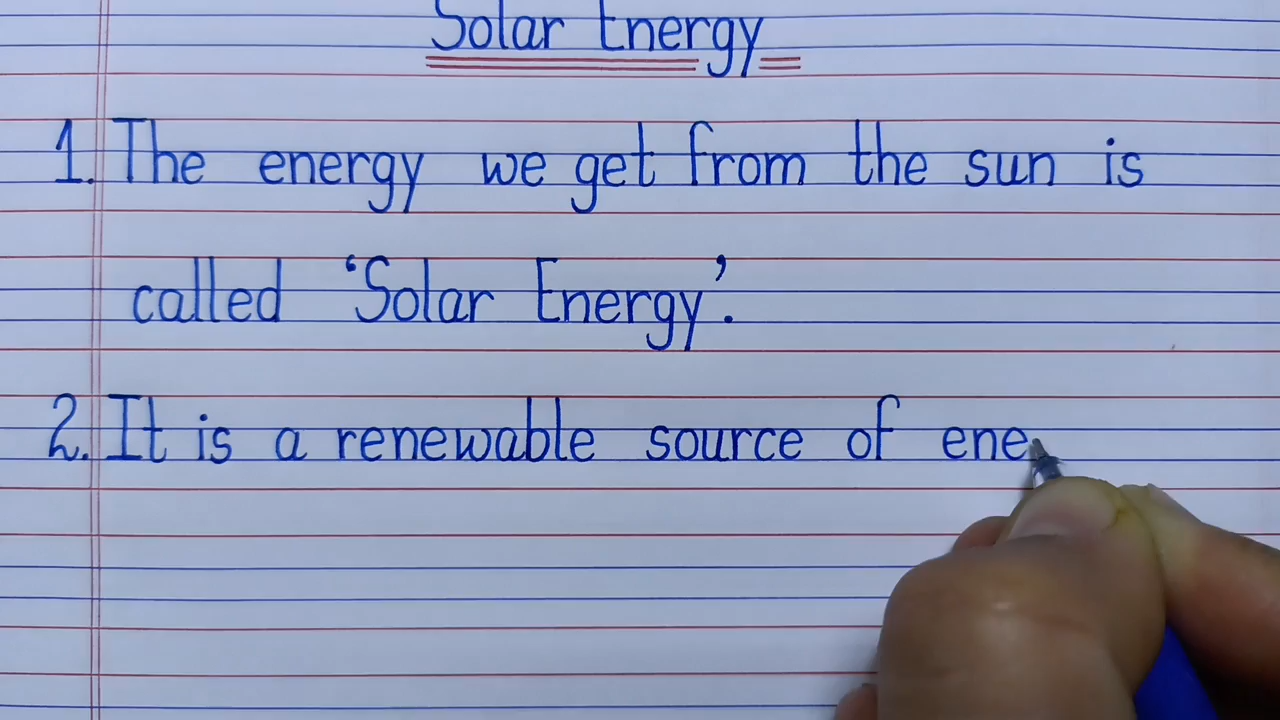 Solar Energy
1. The energy we get from the sun is
called ‘Solar Energy’.
2. It is a renewable source of ene